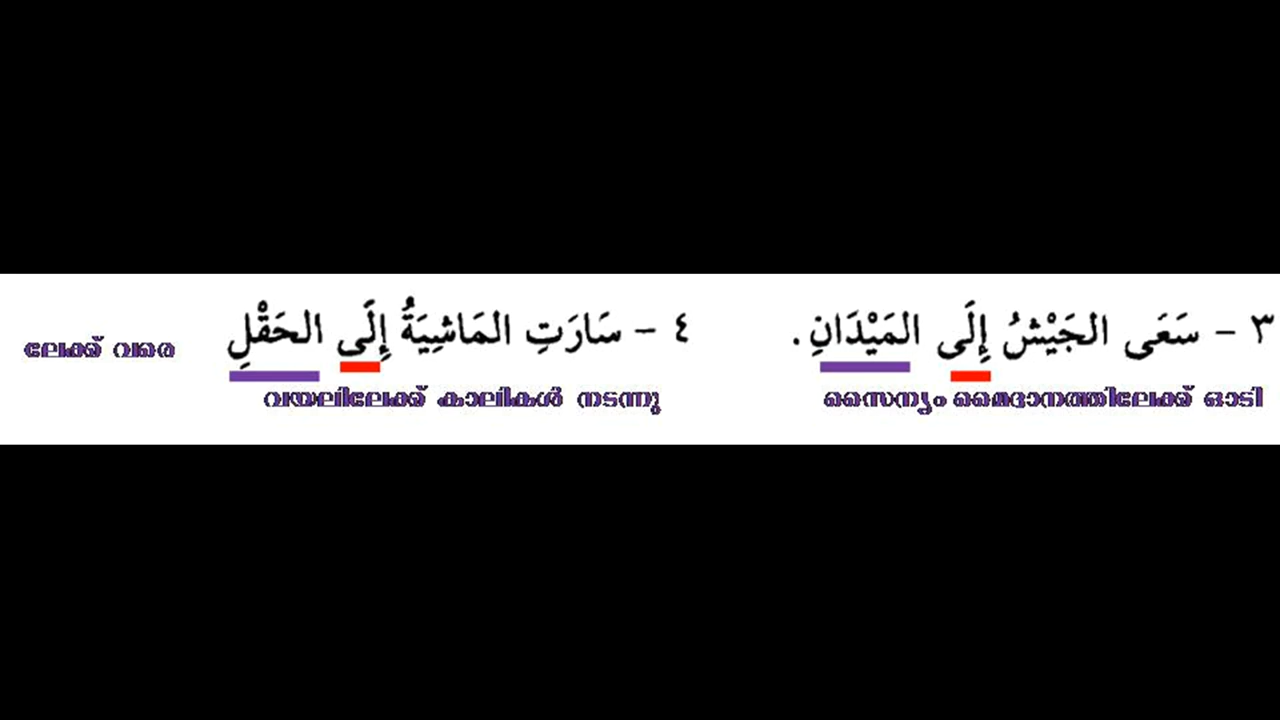 ٣ - سَعَى الجَيْشُ إِلَى المَيْدَانِ .
സൈന്യം മൈദാനത്തിലേക്ക് ഓടി
٤ - سَارَتِ المَاشِيَةُ إِلَى الحَقْلِ
വയലിലേക്ക് കാലികൾ നടന്നു
ലേക്ക് വരെ